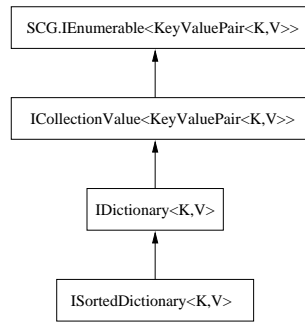 SCG.IEnumerable<KeyValuePair<K,V>>
ICollectionValue<KeyValuePair<K,V>>
IDictionary<K,V>
ISortedDictionary<K,V>